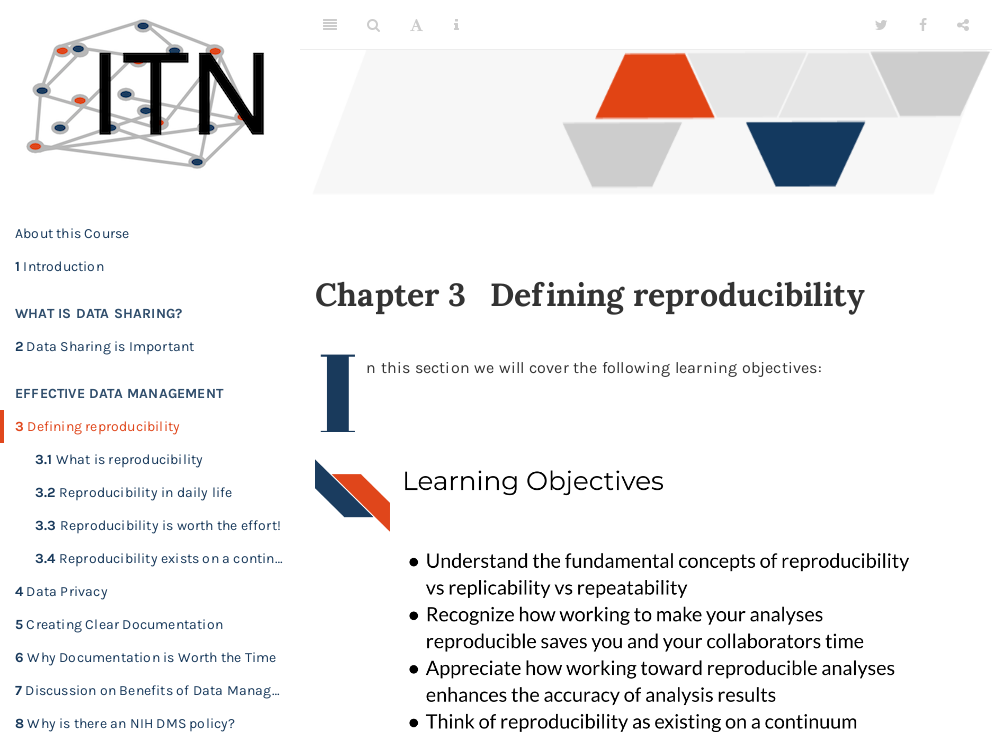 ITN
About this Course
1 Introduction
WHAT IS DATA SHARING?
2 Data Sharing is Important
EFFECTIVE DATA MANAGEMENT
3 Defining reproducibility
3.1 What is reproducibility
3.2 Reproducibility in daily life
3.3 Reproducibility is worth the effort!
3.4 Reproducibility exists on a contin...
4 Data Privacy
5 Creating Clear Documentation
6 Why Documentation is Worth the Time
7 Discussion on Benefits of Data Manag...
8 Why is there an NIH DMS policy?
Chapter 3 Defining reproducibility
In this section we will cover the following learning objectives:
Learning Objectives
● Understand the fundamental concepts of reproducibility
vs replicability vs repeatability
● Recognize how working to make your analyses
reproducible saves you and your collaborators time
● Appreciate how working toward reproducible analyses
enhances the accuracy of analysis results
● Think of reproducibility as existing on a continuum